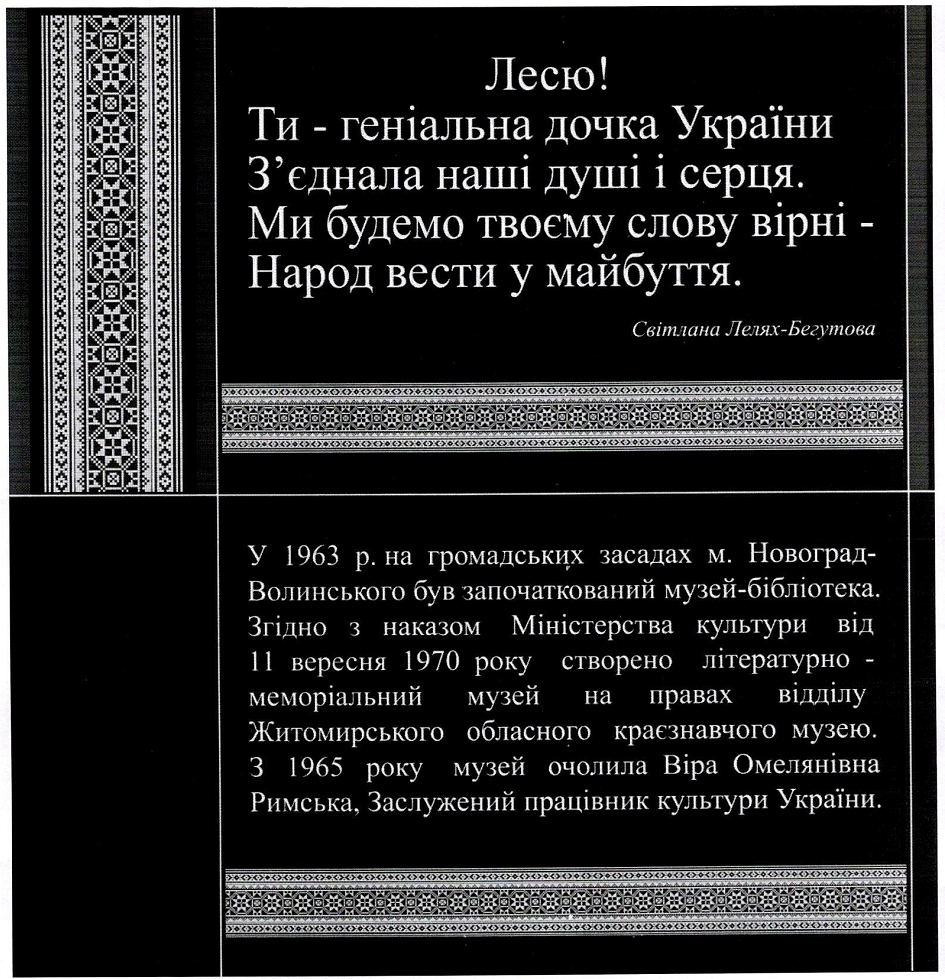 Лесю!
Ти - геніальна дочка України
З’єднала наші душі і серця.
Ми будемо твоєму слову вірні -
Народ вести у майбуття.
Світлана Лелях-Бегутова
У 1963 р. на громадських засадах м. Новоград-
Волинського був започаткований музей-бібліотека.
Згідно з наказом Міністерства культури від
11 вересня 1970 року створено літературно -
меморіальний музей на правах відділу
Житомирського обласного краєзнавчого музею.
З 1965 року музей очолила Віра Омелянівна
Римська, Заслужений працівник культури України.